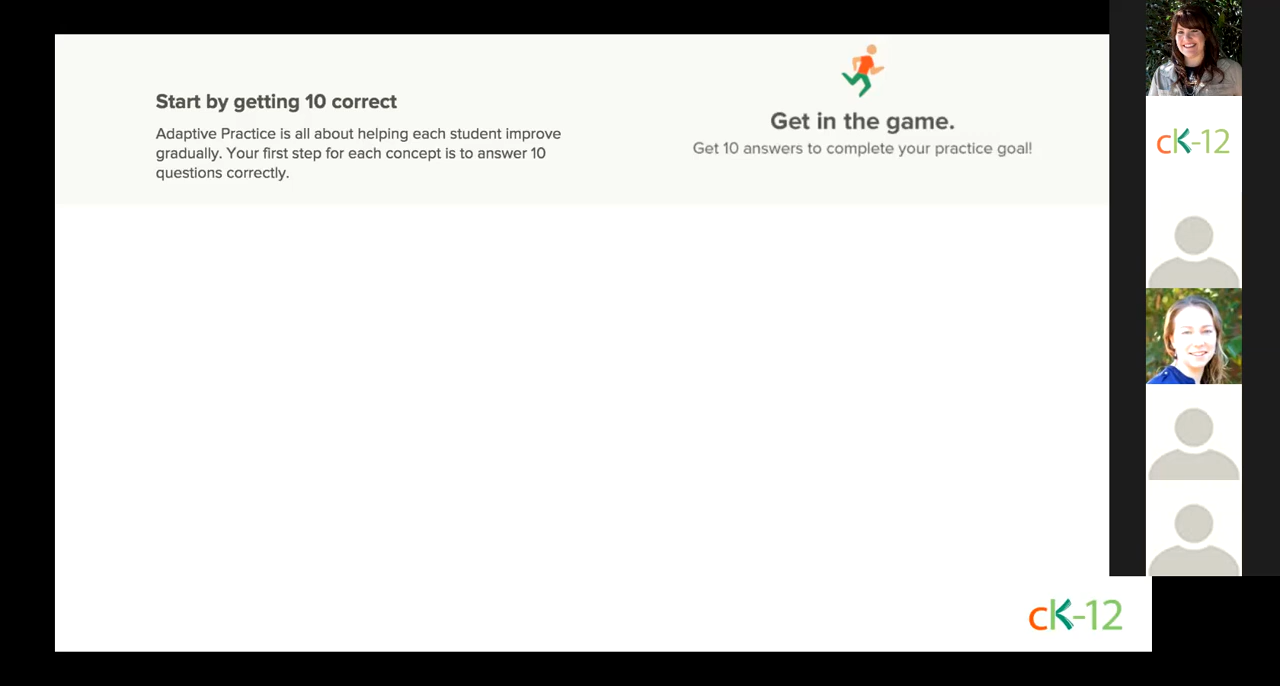 Start by getting 10 correct
Adaptive Practice is all about helping each student improve
gradually. Your first step for each concept is to answer 10
questions correctly.
Get in the game.
Get 10 answers to complete your practice goal!
cK-12
cK-12